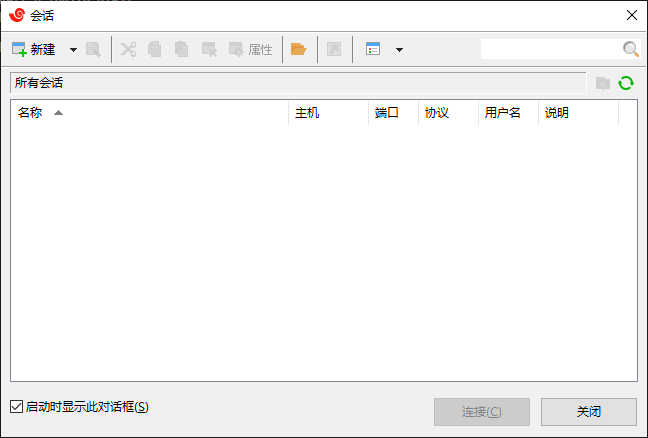 会话
新建
属性
所有会话
名称 主机 端口 协议 用户名 说明
启动时显示此对话框(S)
连接(C) 关闭